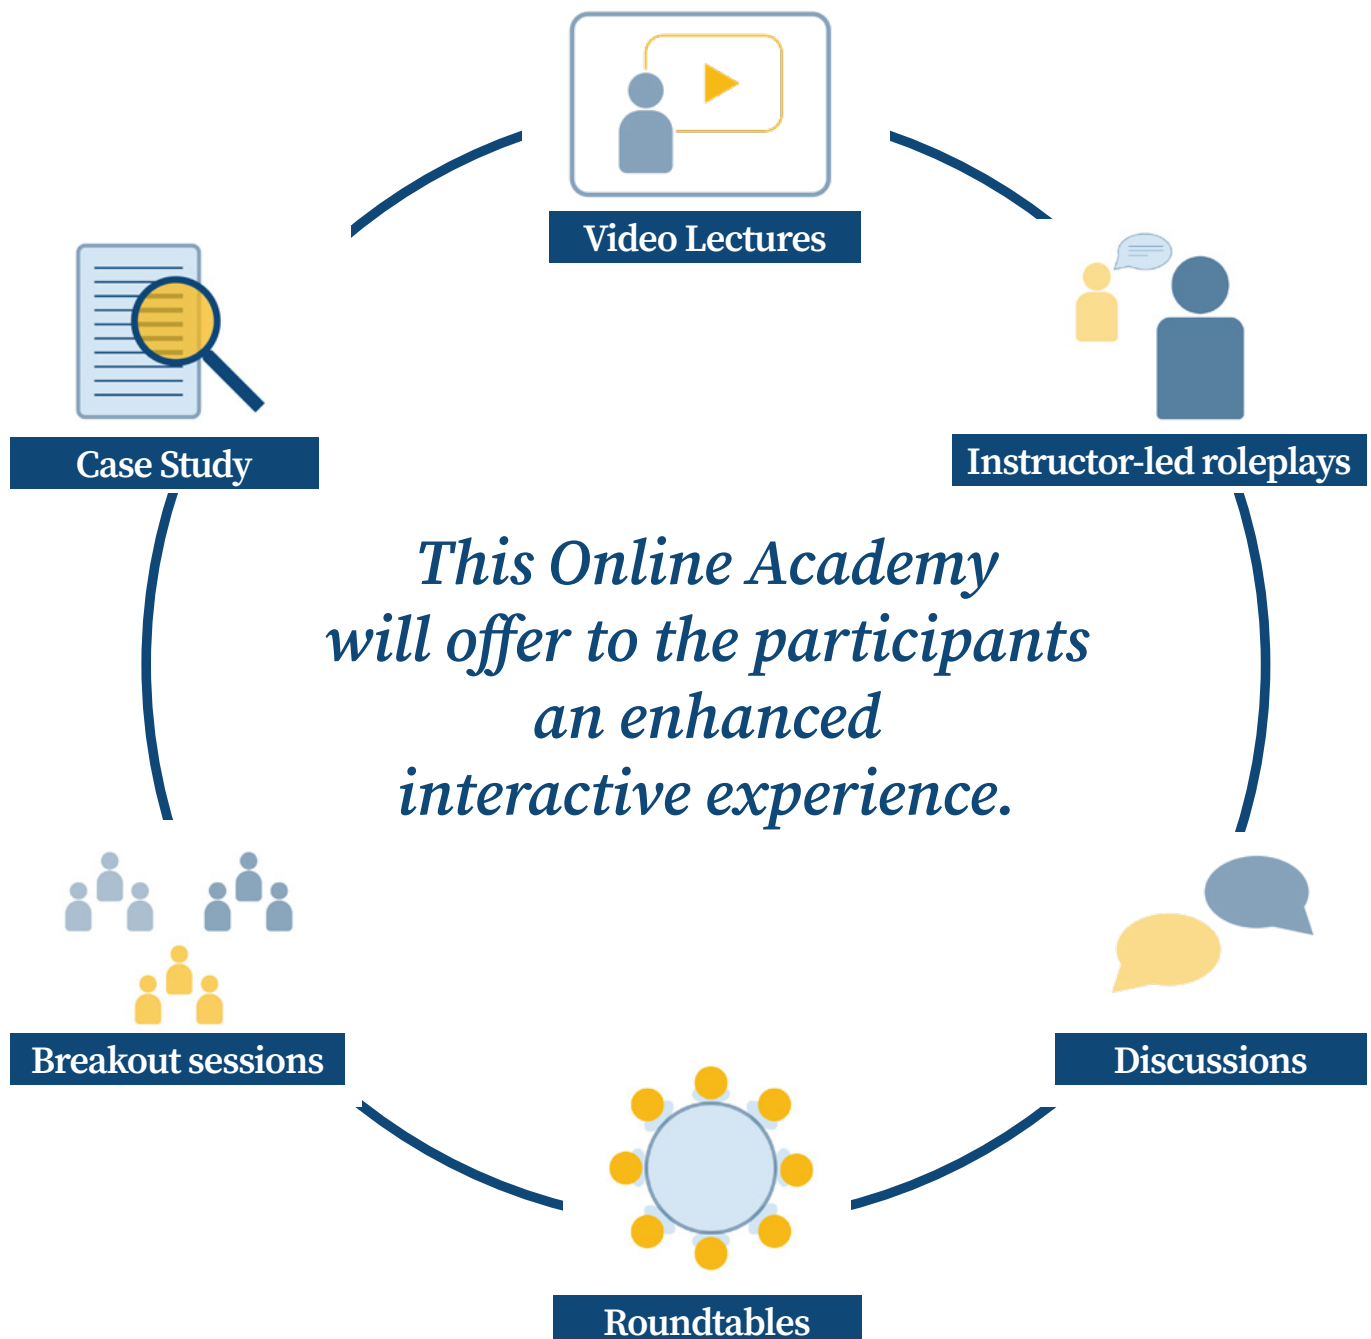 Video Lectures
Case Study
Instructor-led roleplays
This Online Academy
will offer to the participants
an enhanced
interactive experience.
Breakout sessions
Discussions
Roundtables